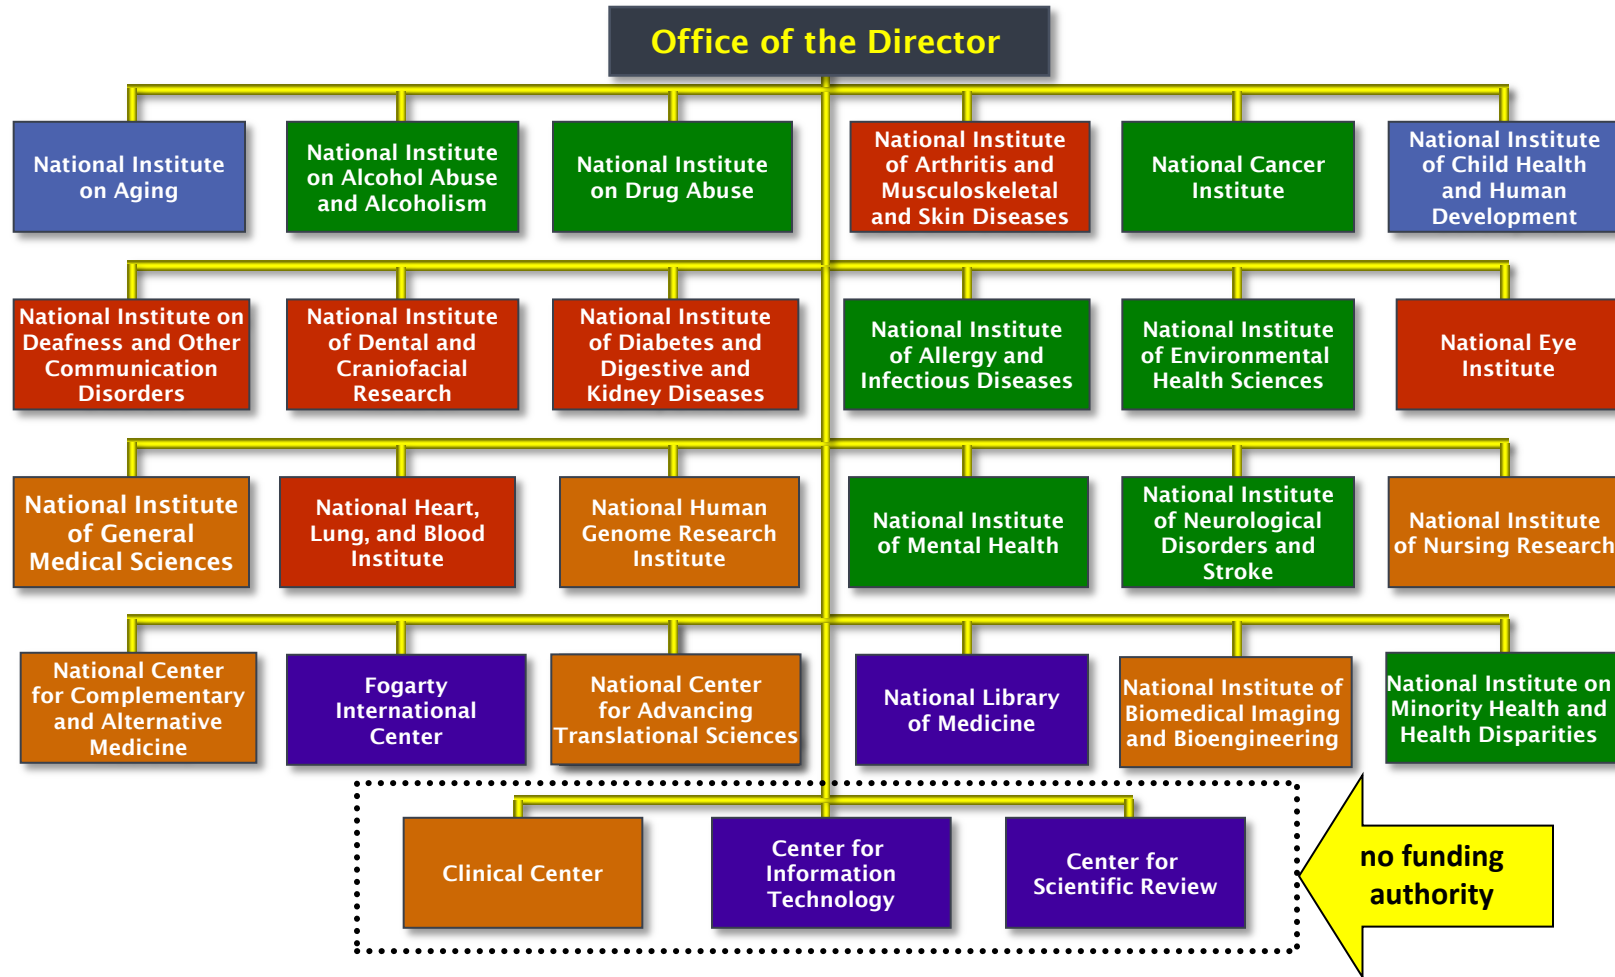 Office of the Director
National Institute
on Aging
National Institute
on Alcohol Abuse
and Alcoholism
National Institute
on Drug Abuse
National Institute
of Arthritis and
Musculoskeletal
and Skin Diseases
National Cancer
Institute
National Institute
of Child Health
and Human
Development
National Institute on
Deafness and Other
Communication
Disorders
National Institute
of Dental and
Craniofacial
Research
National Institute
of Diabetes and
Digestive and
Kidney Diseases
National Institute
of Allergy and
Infectious Diseases
National Institute
of Environmental
Health Sciences
National Eye
Institute
National Institute
of General
Medical Sciences
National Heart,
Lung, and Blood
Institute
National Human
Genome Research
Institute
National Institute
of Mental Health
National Institute
of Neurological
Disorders and
Stroke
National Institute
of Nursing Research
National Center
for Complementary
and Alternative
Medicine
Fogarty
International
Center
National Center
for Advancing
Translational Sciences
National Library
of Medicine
National Institute of
Biomedical Imaging
and Bioengineering
National Institute on
Minority Health and
Health Disparities
Clinical Center
Center for
Information
Technology
Center for
Scientific Review
no funding
authority